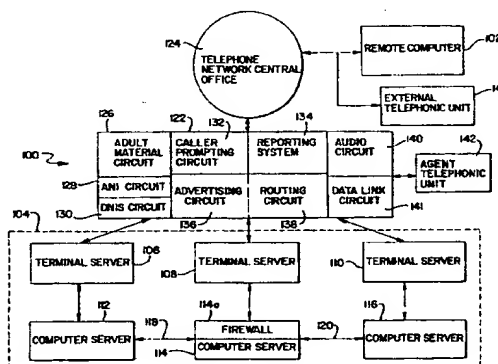 124
TELEPHONE
NETWORK CENTRAL
OFFICE
102
REMOTE COMPUTER
EXTERNAL TELEPHONIC
UNIT
126
122
132
134
100
ADULT
MATERIAL
CIRCUIT
CALLER
PROMPTING
CIRCUIT
REPORTING
SYSTEM
AUDIO
CIRCUIT
140
142
128
ANI CIRCUIT
130
DNIS CIRCUIT
ADVERTISING
CIRCUIT
ROUTING
CIRCUIT
DATA LINK
CIRCUIT
AGENT
TELEPHONIC
UNIT
104
136
138
141
TERMINAL SERVER
106
TERMINAL SERVER
108
TERMINAL SERVER
110
112
114a
116
COMPUTER SERVER
118
FIREWALL
COMPUTER SERVER
114
120
COMPUTER SERVER